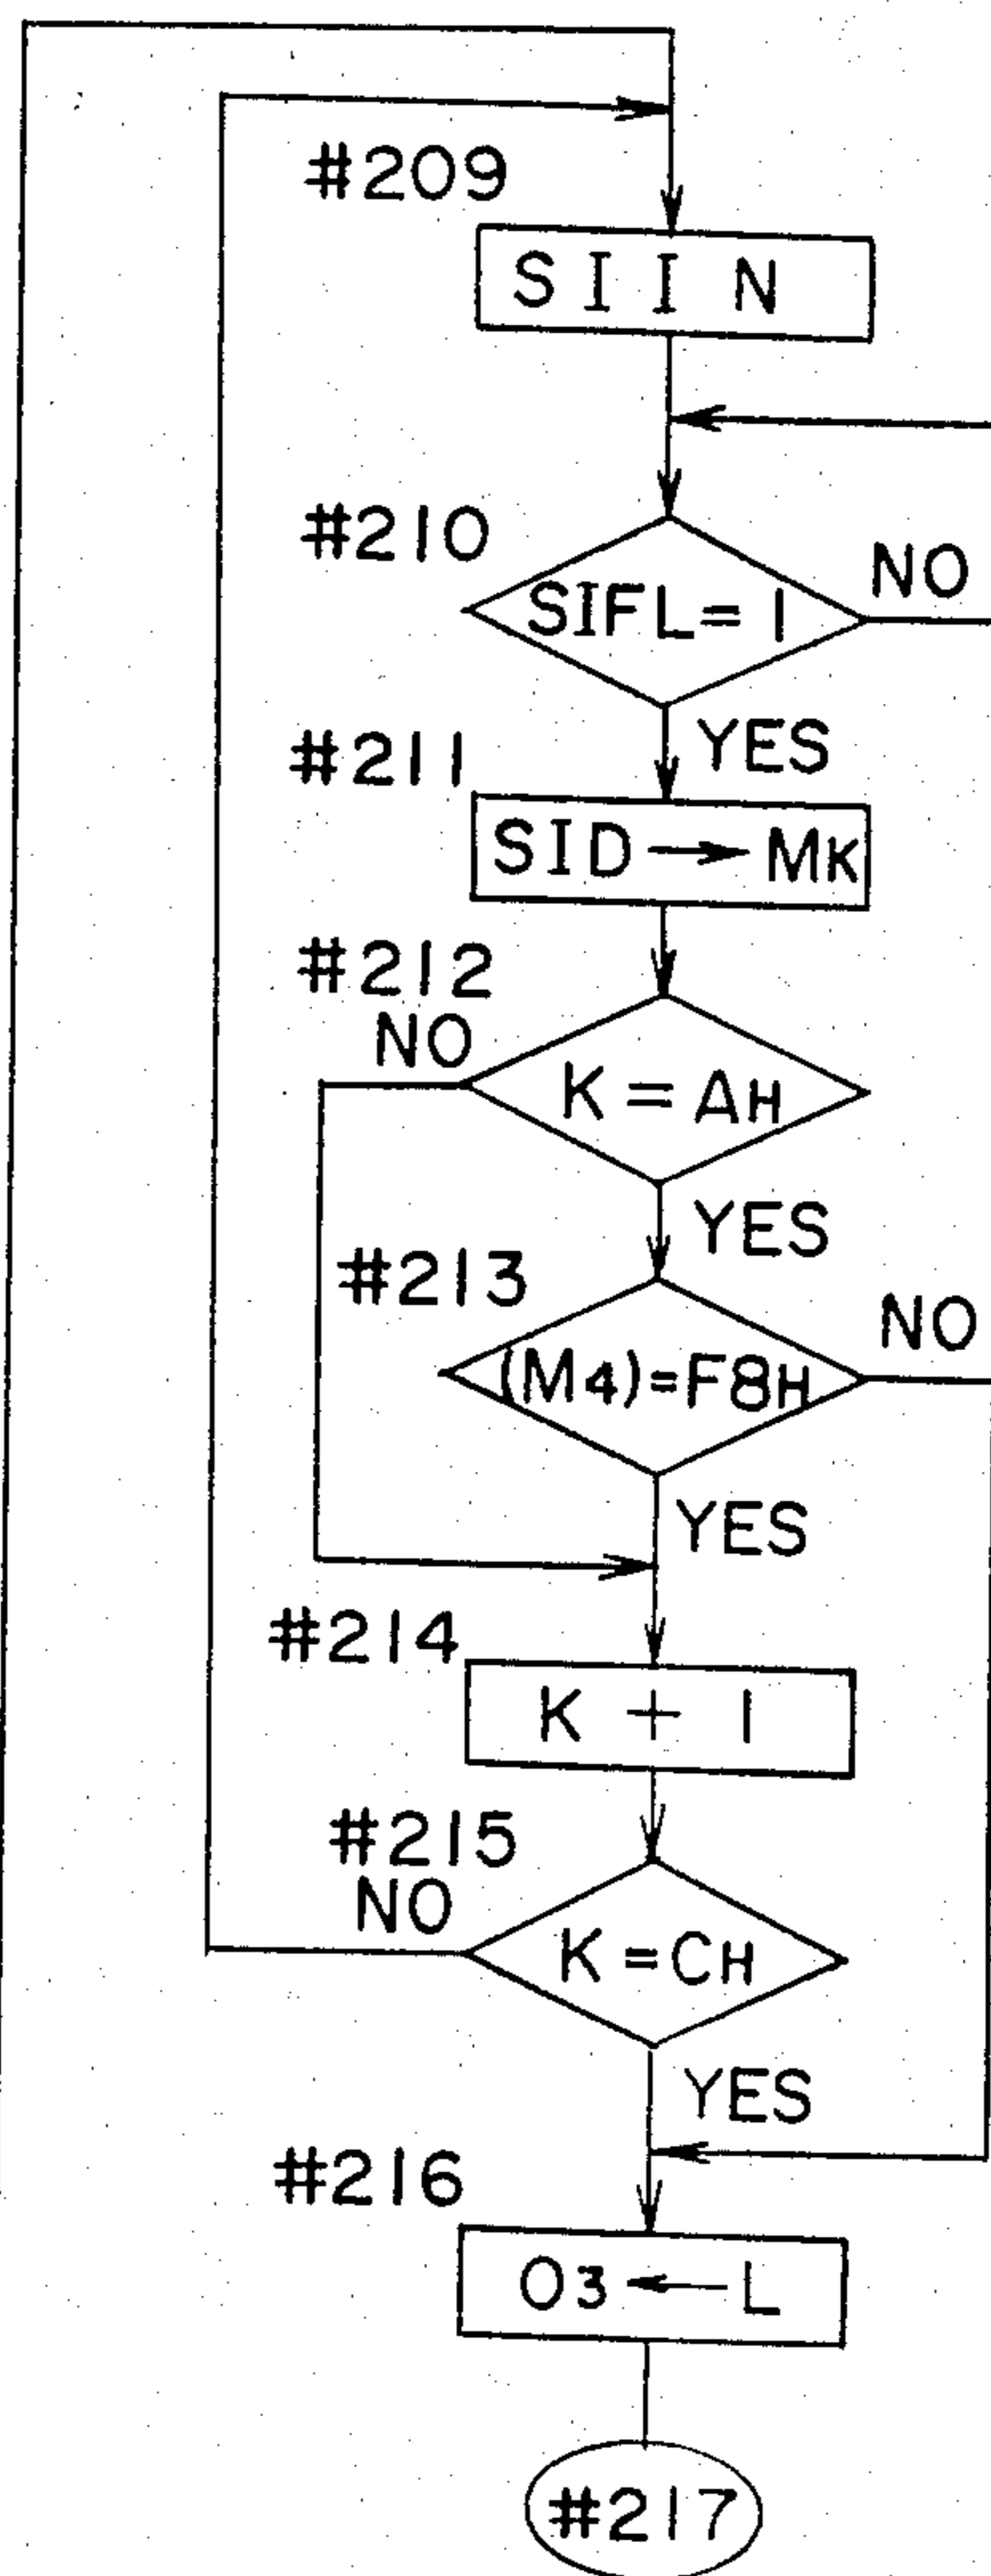 #209
S I I N
#210
SIFL = 1
NO
YES
#211
SID → MK
#212
NO
K = AH
YES
#213
NO
(M4) = F8H
YES
#214
K + 1
#215
NO
K = CH
YES
#216
O3 ← L
#217